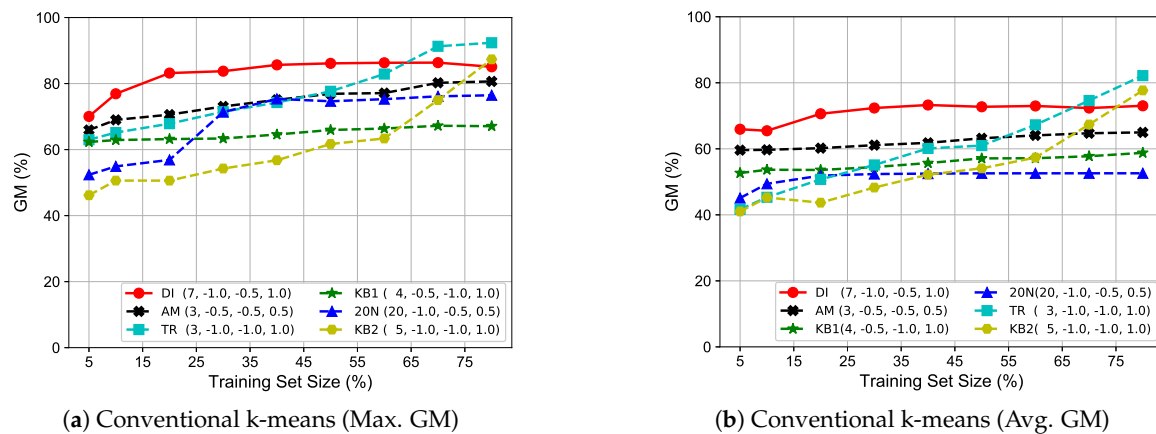 100
80
60
40
20
0
GM (%)
DI (7, -1.0, -0.5, 1.0)
AM (3, -0.5, -0.5, 0.5)
TR (3, -1.0, -1.0, 1.0)
KB1 ( 4, -0.5, -1.0, 1.0)
20N (20, -1.0, -0.5, 0.5)
KB2 ( 5, -1.0, -1.0, 1.0)
5 15 25 35 45 55 65 75
Training Set Size (%)
(a) Conventional k-means (Max. GM)
100
80
60
40
20
0
GM (%)
DI (7, -1.0, -0.5, 1.0)
AM (3, -0.5, -0.5, 0.5)
KB1(4, -0.5, -1.0, 1.0)
20N(20, -1.0, -0.5, 0.5)
TR ( 3, -1.0, -1.0, 1.0)
KB2( 5, -1.0, -1.0, 1.0)
5 15 25 35 45 55 65 75
Training Set Size (%)
(b) Conventional k-means (Avg. GM)